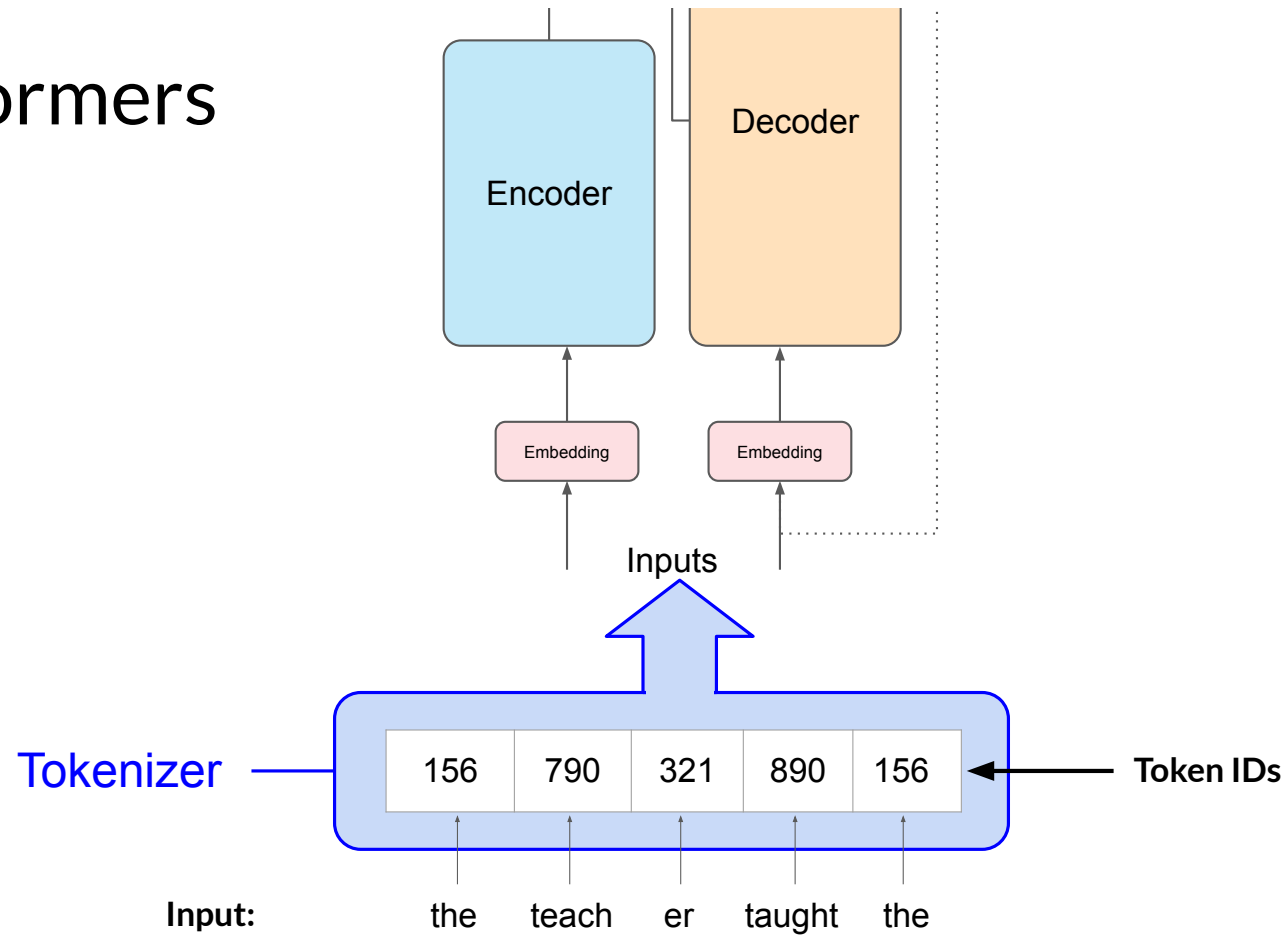 ormers
Decoder
Encoder
Embedding Embedding
Inputs
Tokenizer 156 790 321 890 156 Token IDs
Input: the teach er taught the